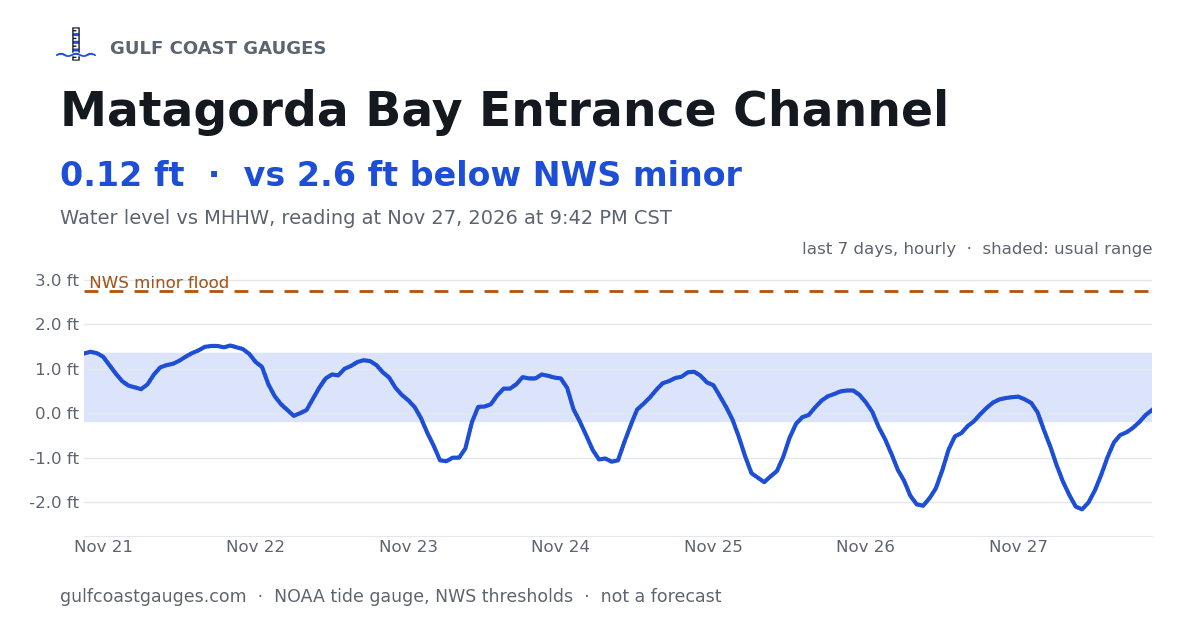 GULF COAST GAUGES
Matagorda Bay Entrance Channel
0.12 ft · vs 2.6 ft below NWS minor
Water level vs MHHW, reading at Nov 27, 2026 at 9:42 PM CST
last 7 days, hourly · shaded: usual range
3.0 ft
NWS minor flood
2.0 ft
1.0 ft
0.0 ft
-1.0 ft
-2.0 ft
Nov 21 Nov 22 Nov 23 Nov 24 Nov 25 Nov 26 Nov 27
gulfcoastgauges.com · NOAA tide gauge, NWS thresholds · not a forecast